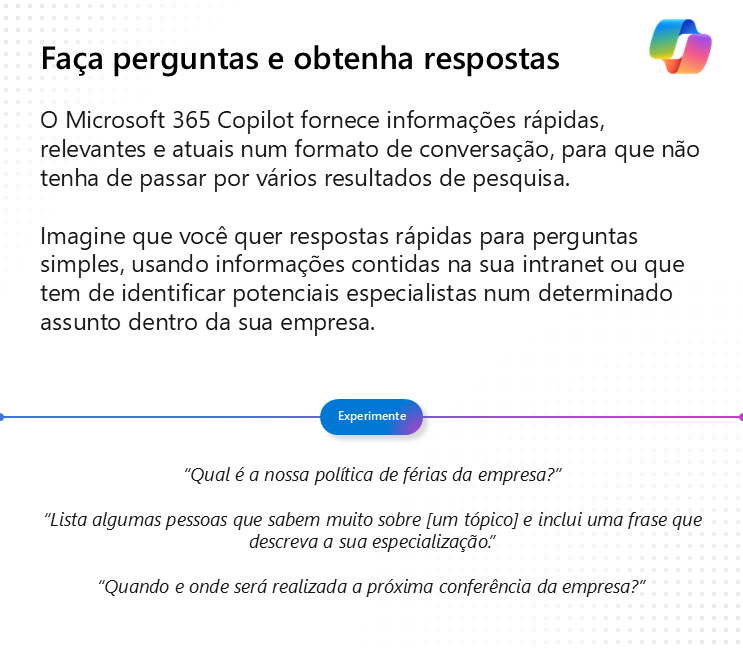 Faça perguntas e obtenha respostas
O Microsoft 365 Copilot fornece informações rápidas,
relevantes e atuais num formato de conversação, para que não
tenha de passar por vários resultados de pesquisa.
Imagine que você quer respostas rápidas para perguntas
simples, usando informações contidas na sua intranet ou que
tem de identificar potenciais especialistas num determinado
assunto dentro da sua empresa.
Experimente
“Qual é a nossa política de férias da empresa?”
“Lista algumas pessoas que sabem muito sobre [um tópico] e inclui uma frase que
descreva a sua especialização.”
“Quando e onde será realizada a próxima conferência da empresa?”